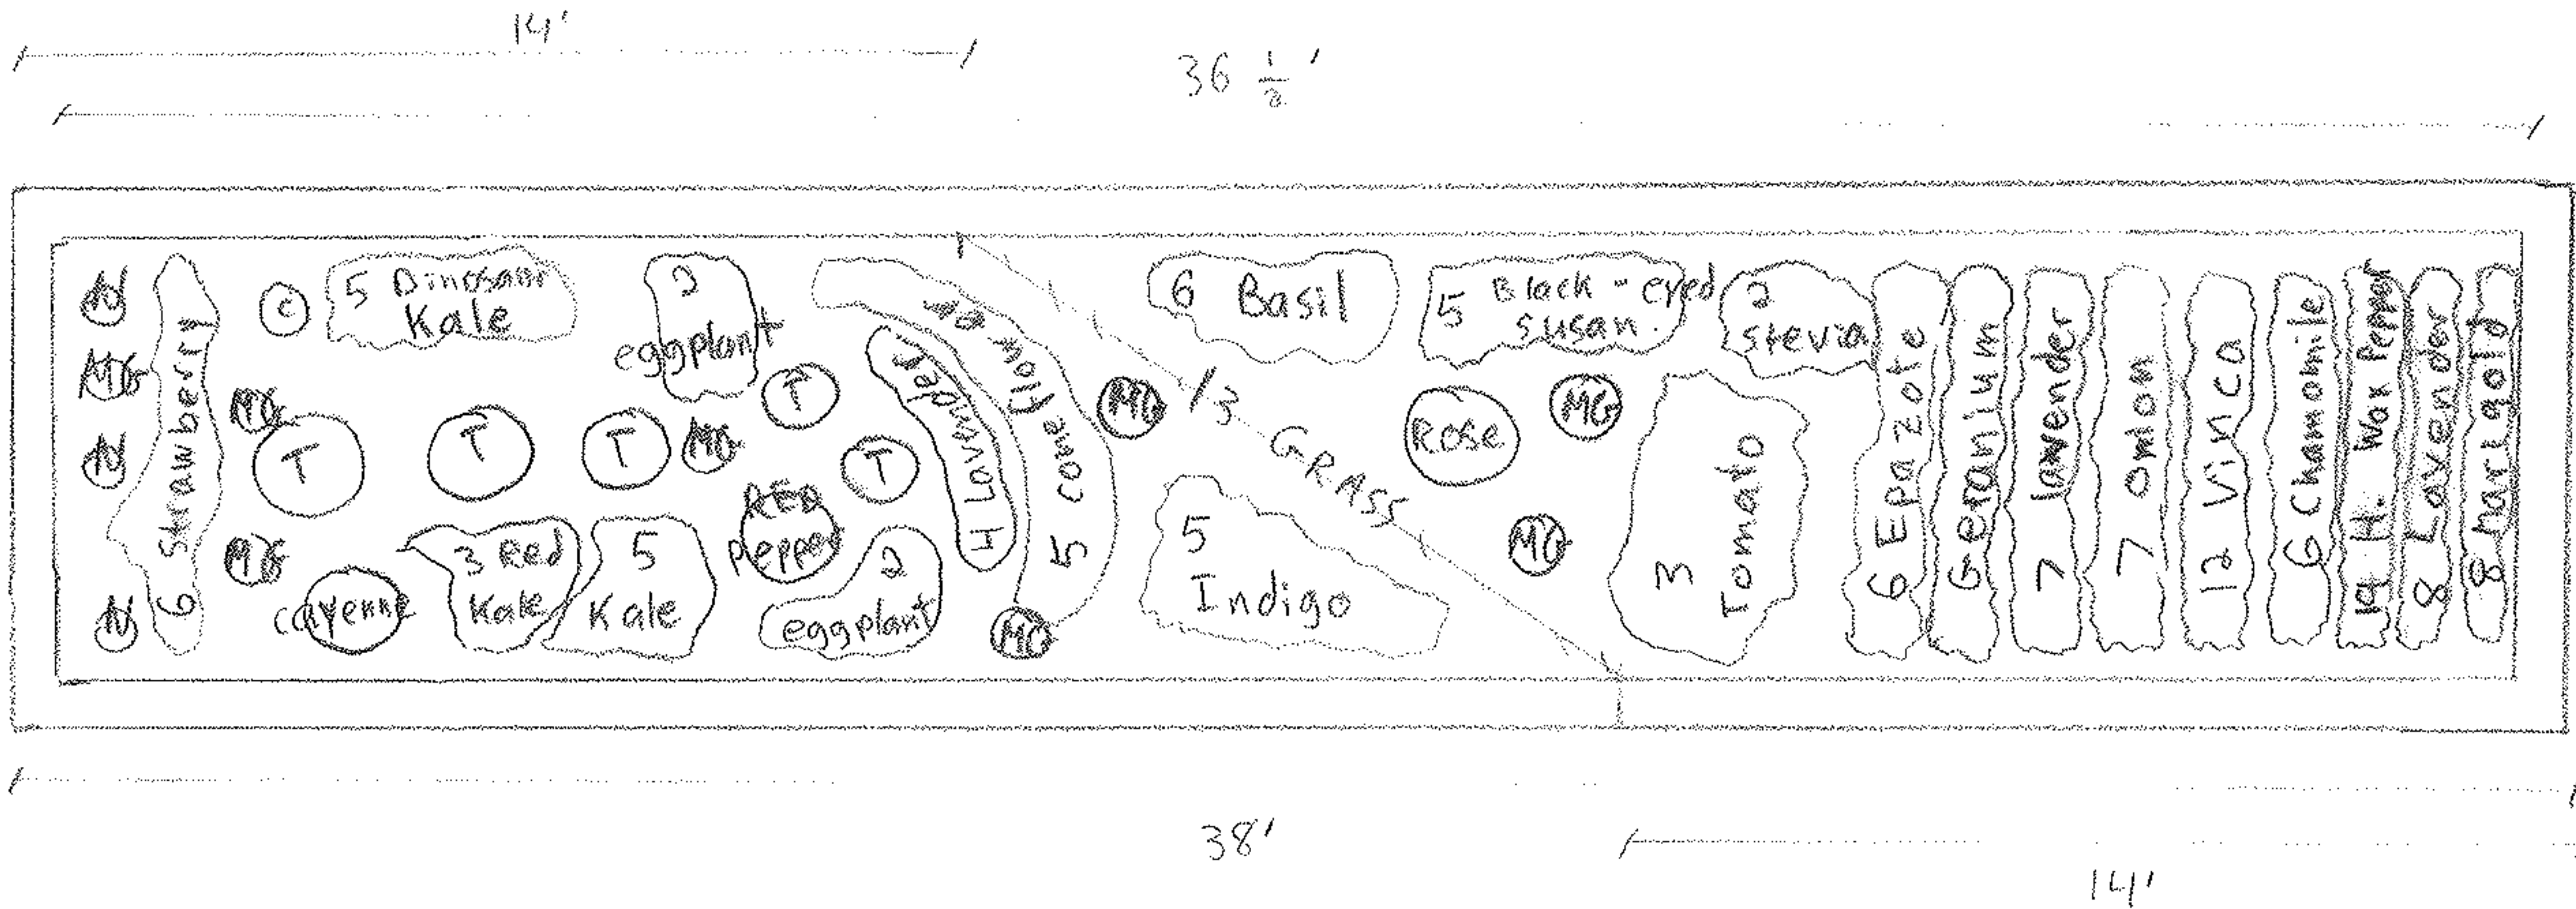 14'
36 1/2'
N
MG
N
N
6 Strawberry
C
MG
MG
5 Dinosaur
Kale
T
T
T
cayenne
3 Red
Kale
5
Kale
2
eggplant
MG
T
T
RED
pepper
2
eggplant
4 Lavender
5 cone flower
MG
MG
13 GRASS
6 Basil
5 Black-eyed
Susan
2
stevia
Rose
MG
MG
5
Indigo
3 Tomato
6 Epazote
Geranium
7 lavender
7 onion
12 Vinca
6 Chamomile
H. Wax Pepper
8 Lavender
8 Marigold
38'
14'